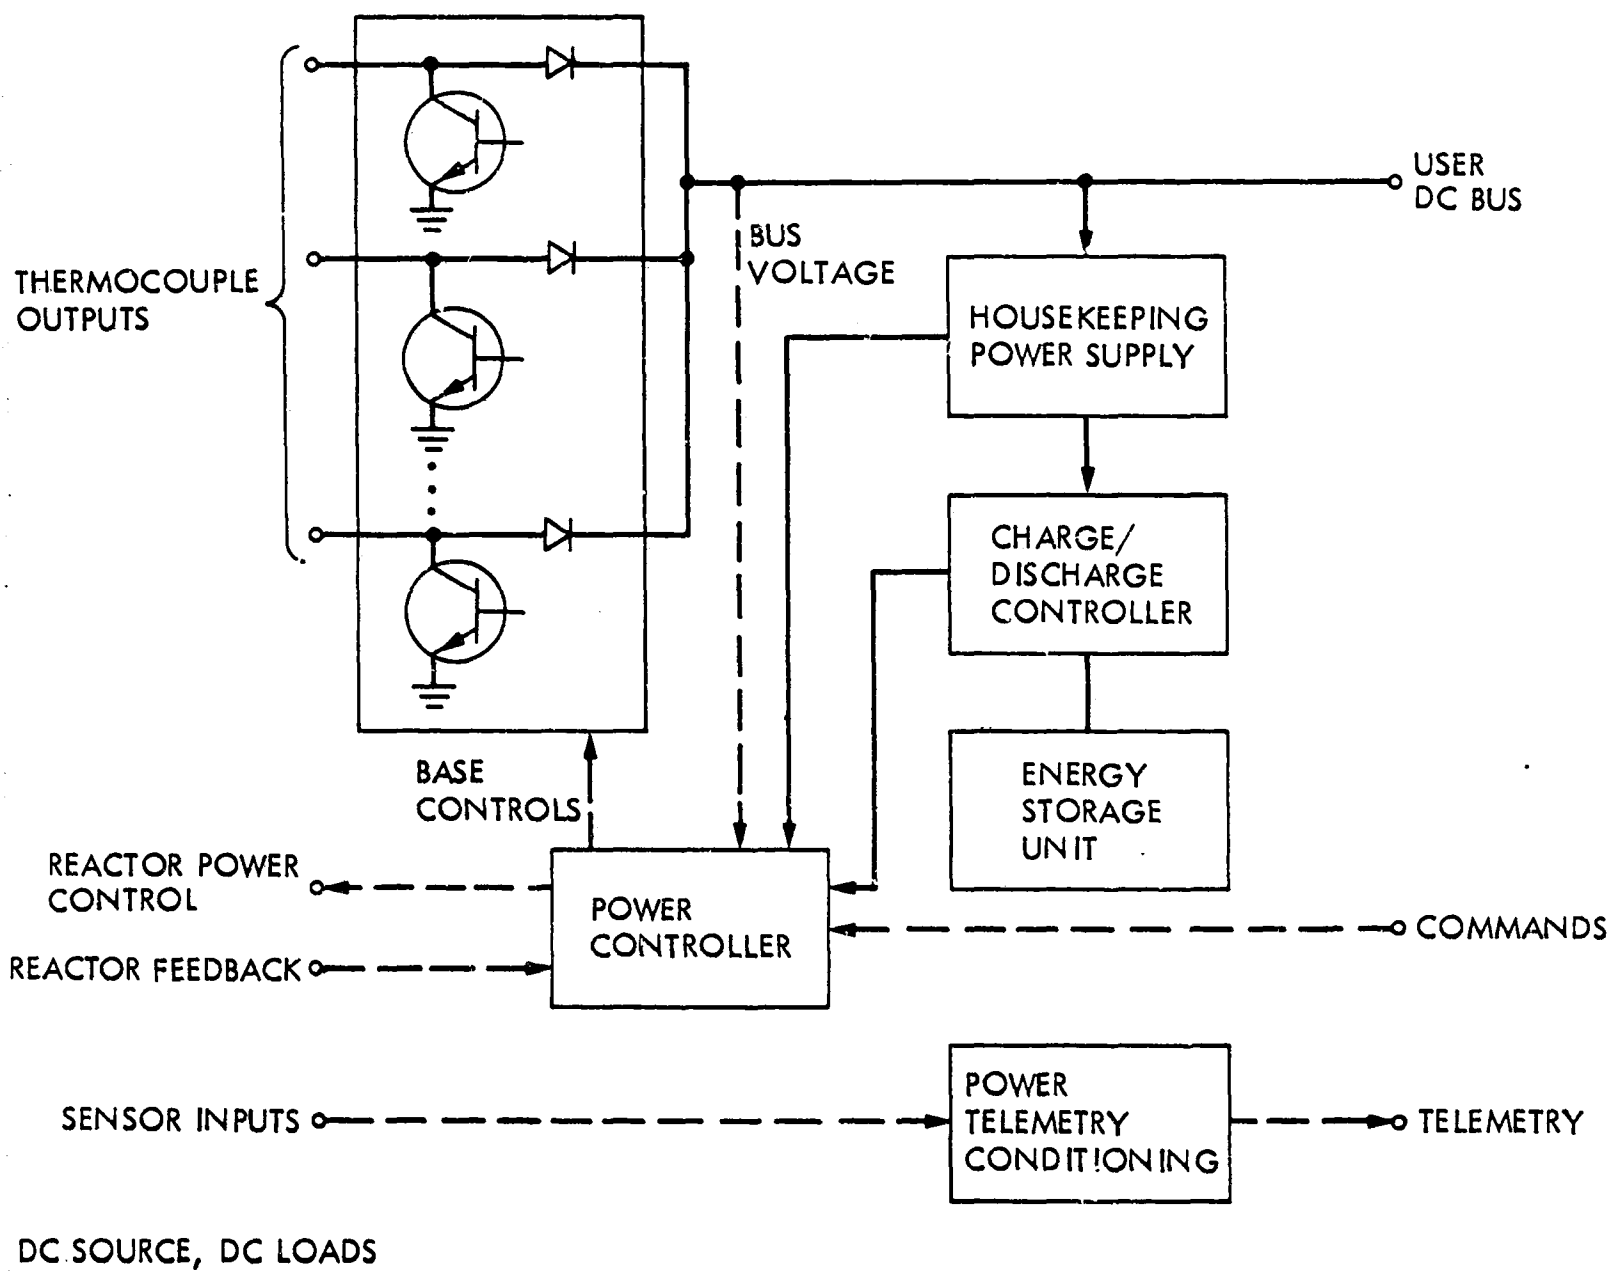 USER
DC BUS
BUS
VOLTAGE
THERMOCOUPLE
OUTPUTS
HOUSEKEEPING
POWER SUPPLY
CHARGE/
DISCHARGE
CONTROLLER
BASE
CONTROLS
ENERGY
STORAGE
UNIT
REACTOR POWER
CONTROL
POWER
CONTROLLER
COMMANDS
REACTOR FEEDBACK
SENSOR INPUTS
POWER
TELEMETRY
CONDITIONING
TELEMETRY
DC SOURCE, DC LOADS